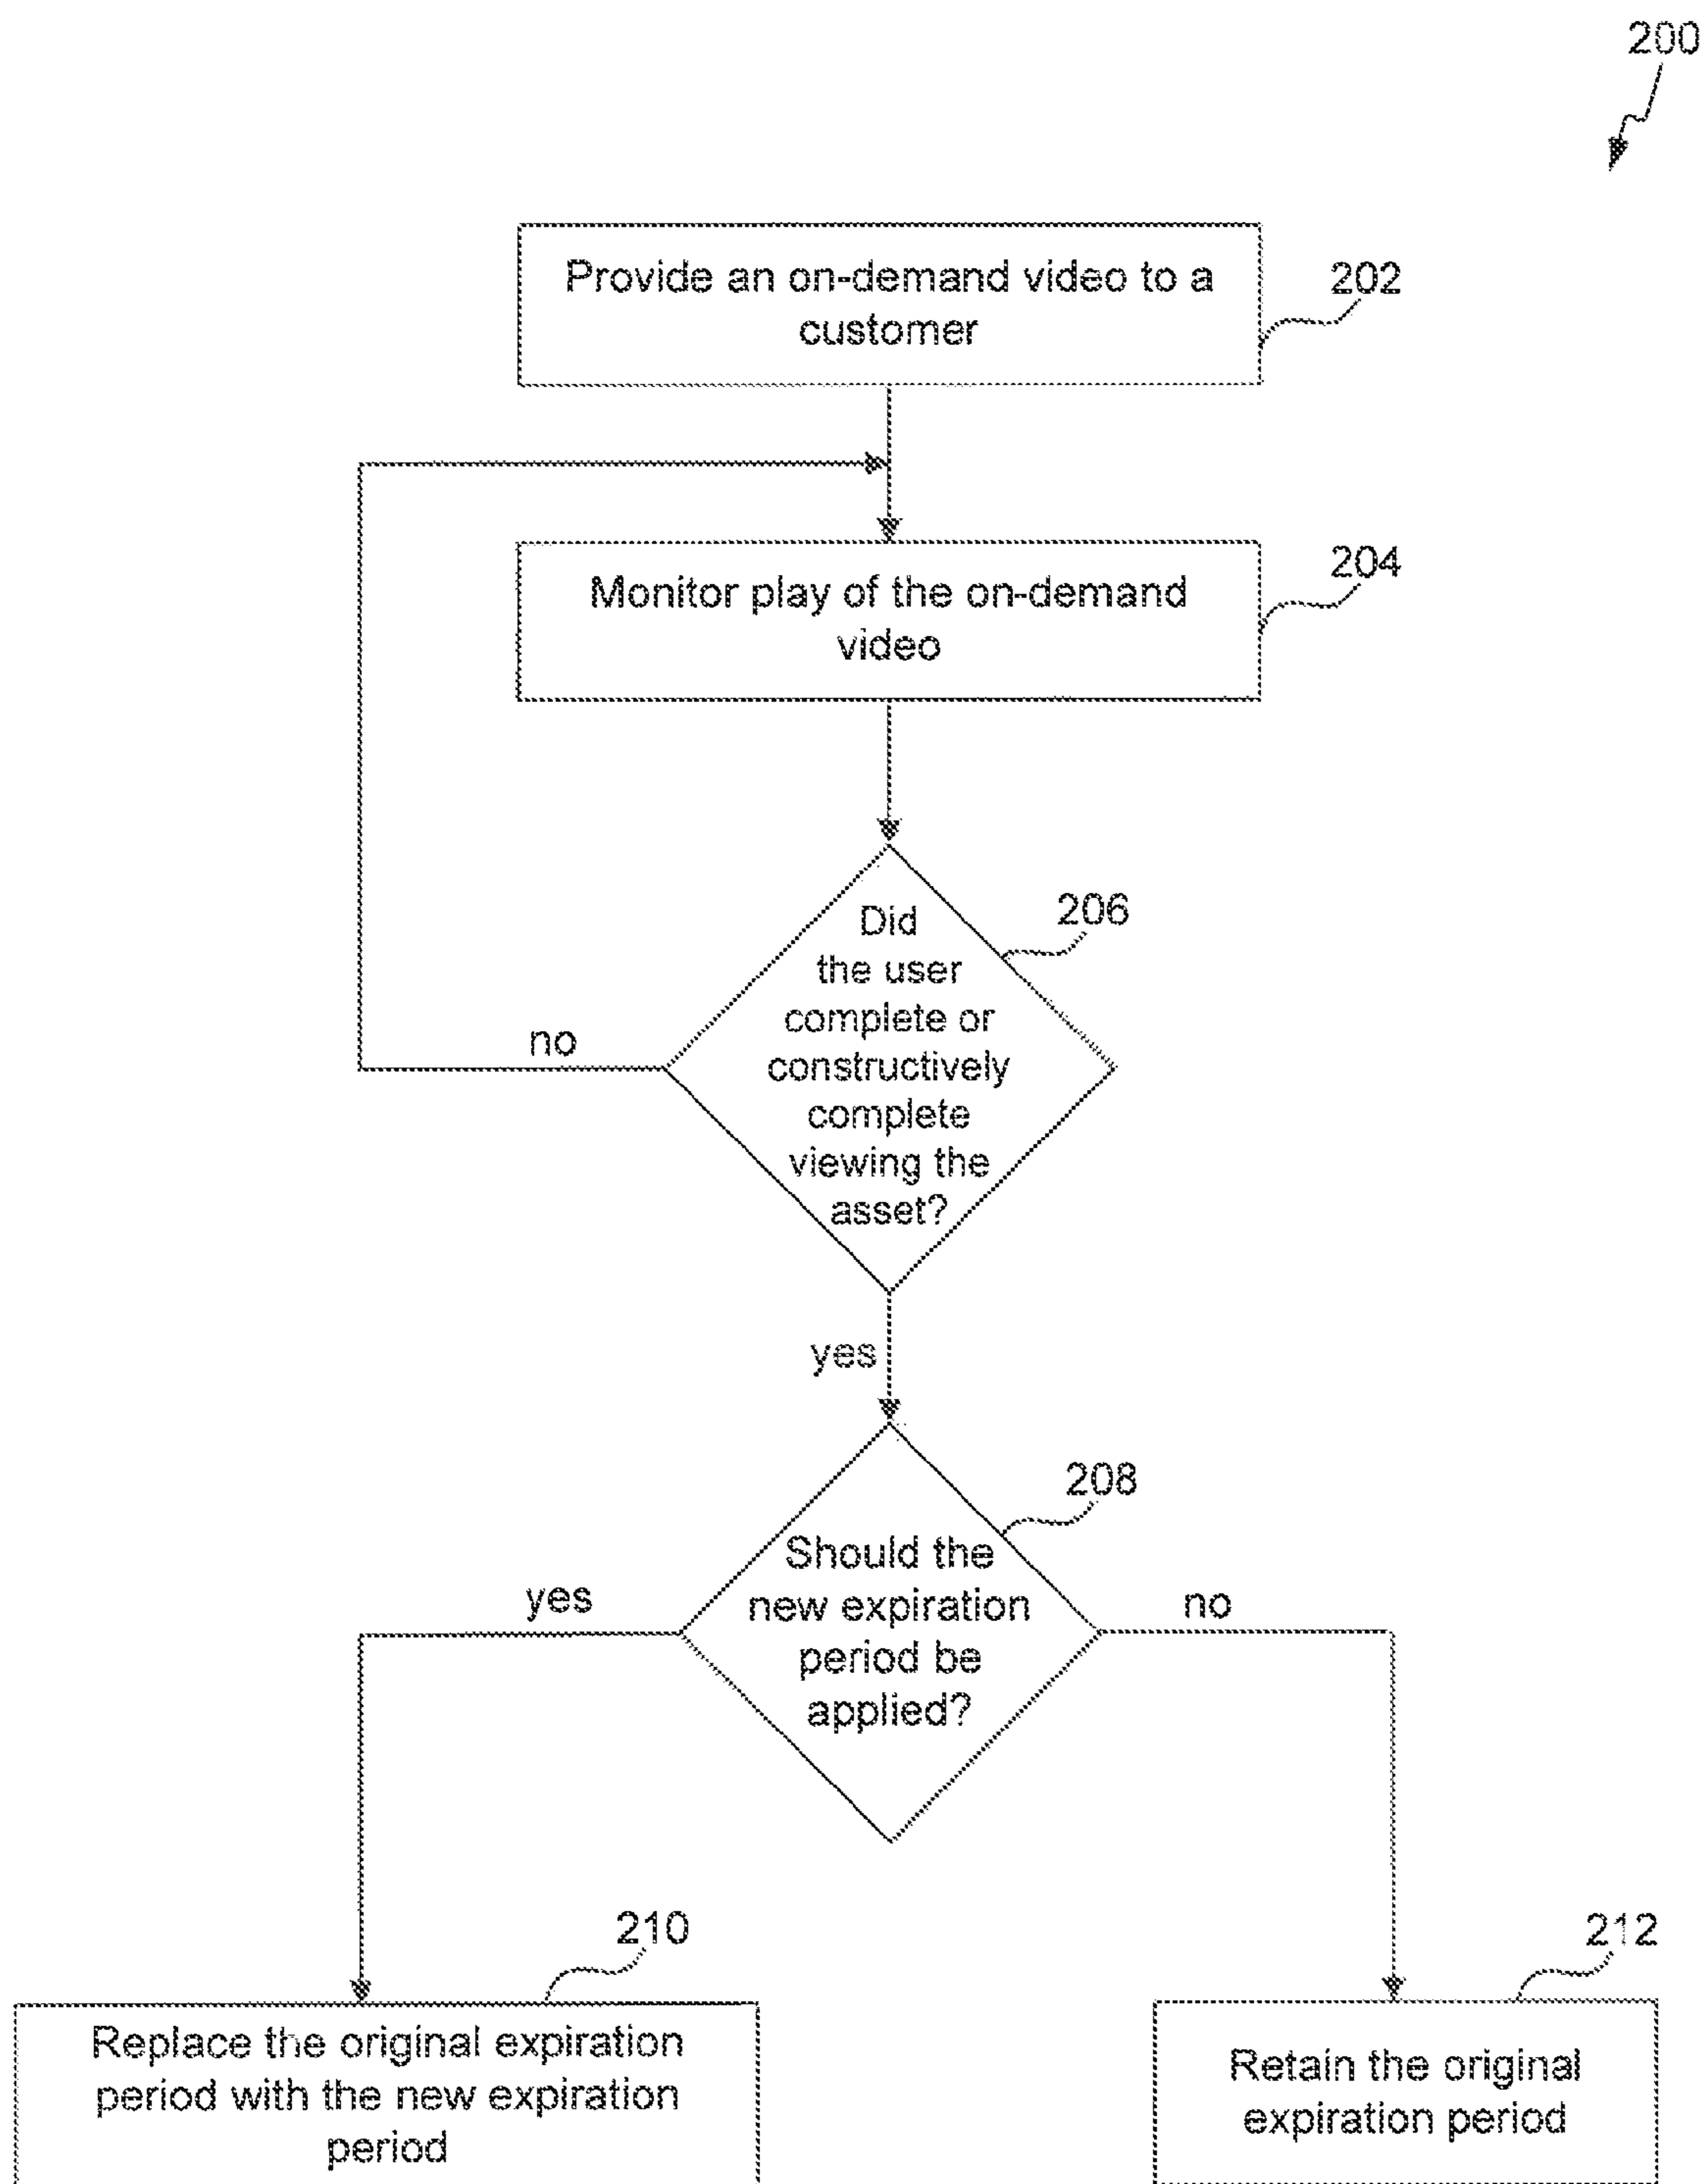 200
Provide an on-demand video to a
customer
202
Monitor play of the on-demand
video
204
Did
the user
complete or
constructively
complete
viewing the
asset?
206
no
yes
Should the
new expiration
period be
applied?
208
yes
no
210
Replace the original expiration
period with the new expiration
period
212
Retain the original
expiration period